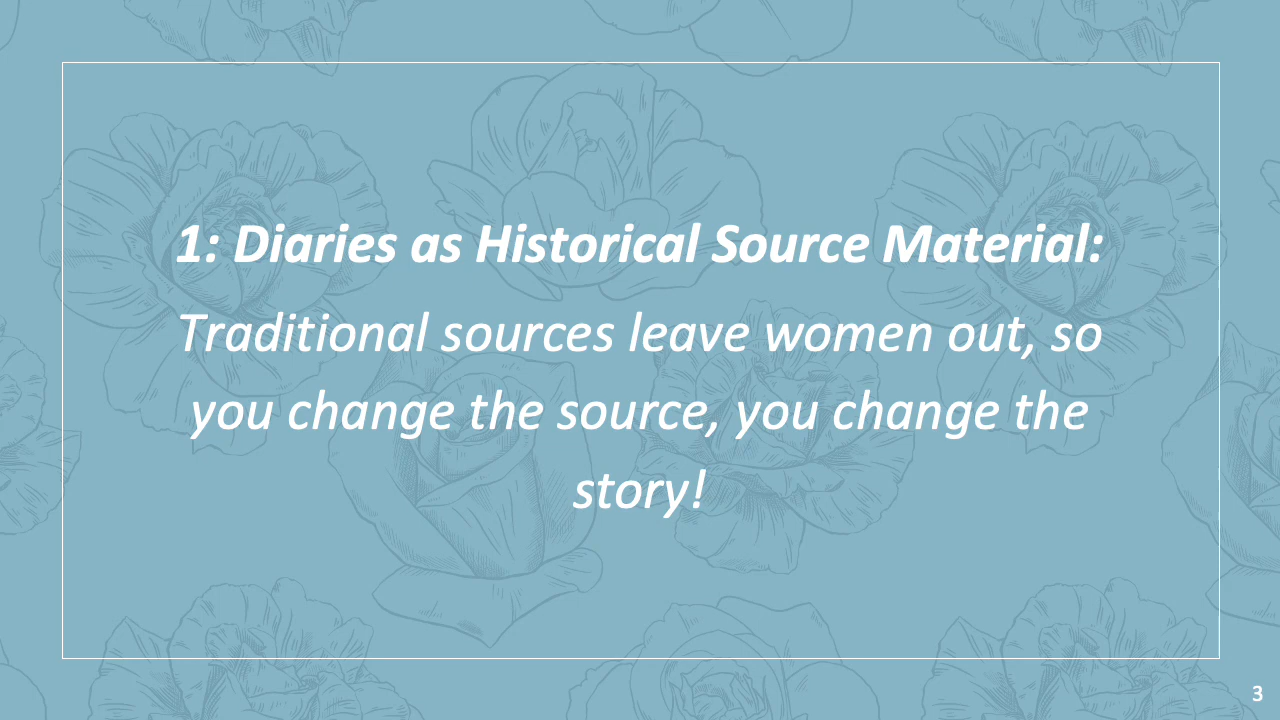 1: Diaries as Historical Source Material:
Traditional sources leave women out, so
you change the source, you change the
story!
3